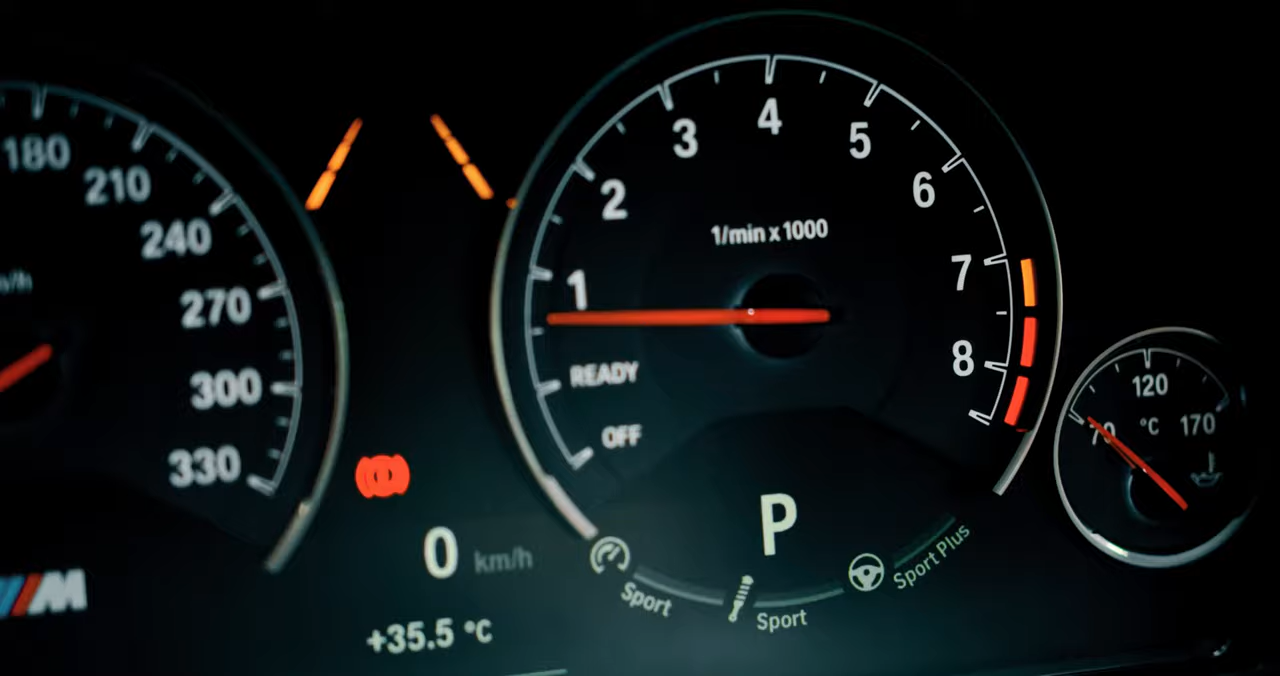 180
210
240
270
300
330
M
0 km/h
+35.5 °C
1
2
3
4
5
6
7
8
1/min x 1000
READY
OFF
P
Sport
Sport
Sport Plus
70
120
170
°C